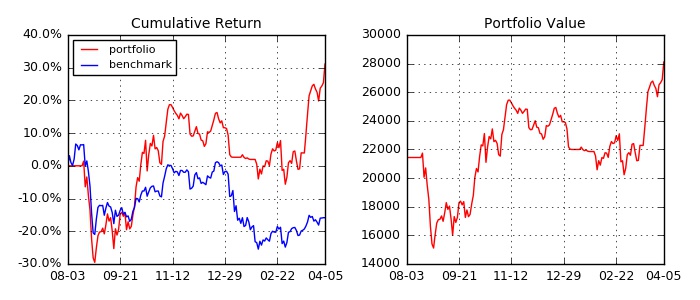 Cumulative Return
40.0%
30.0%
20.0%
10.0%
0.0%
-10.0%
-20.0%
-30.0%
portfolio
benchmark
08-03 09-21 11-12 12-29 02-22 04-05
Portfolio Value
30000
28000
26000
24000
22000
20000
18000
16000
14000
08-03 09-21 11-12 12-29 02-22 04-05